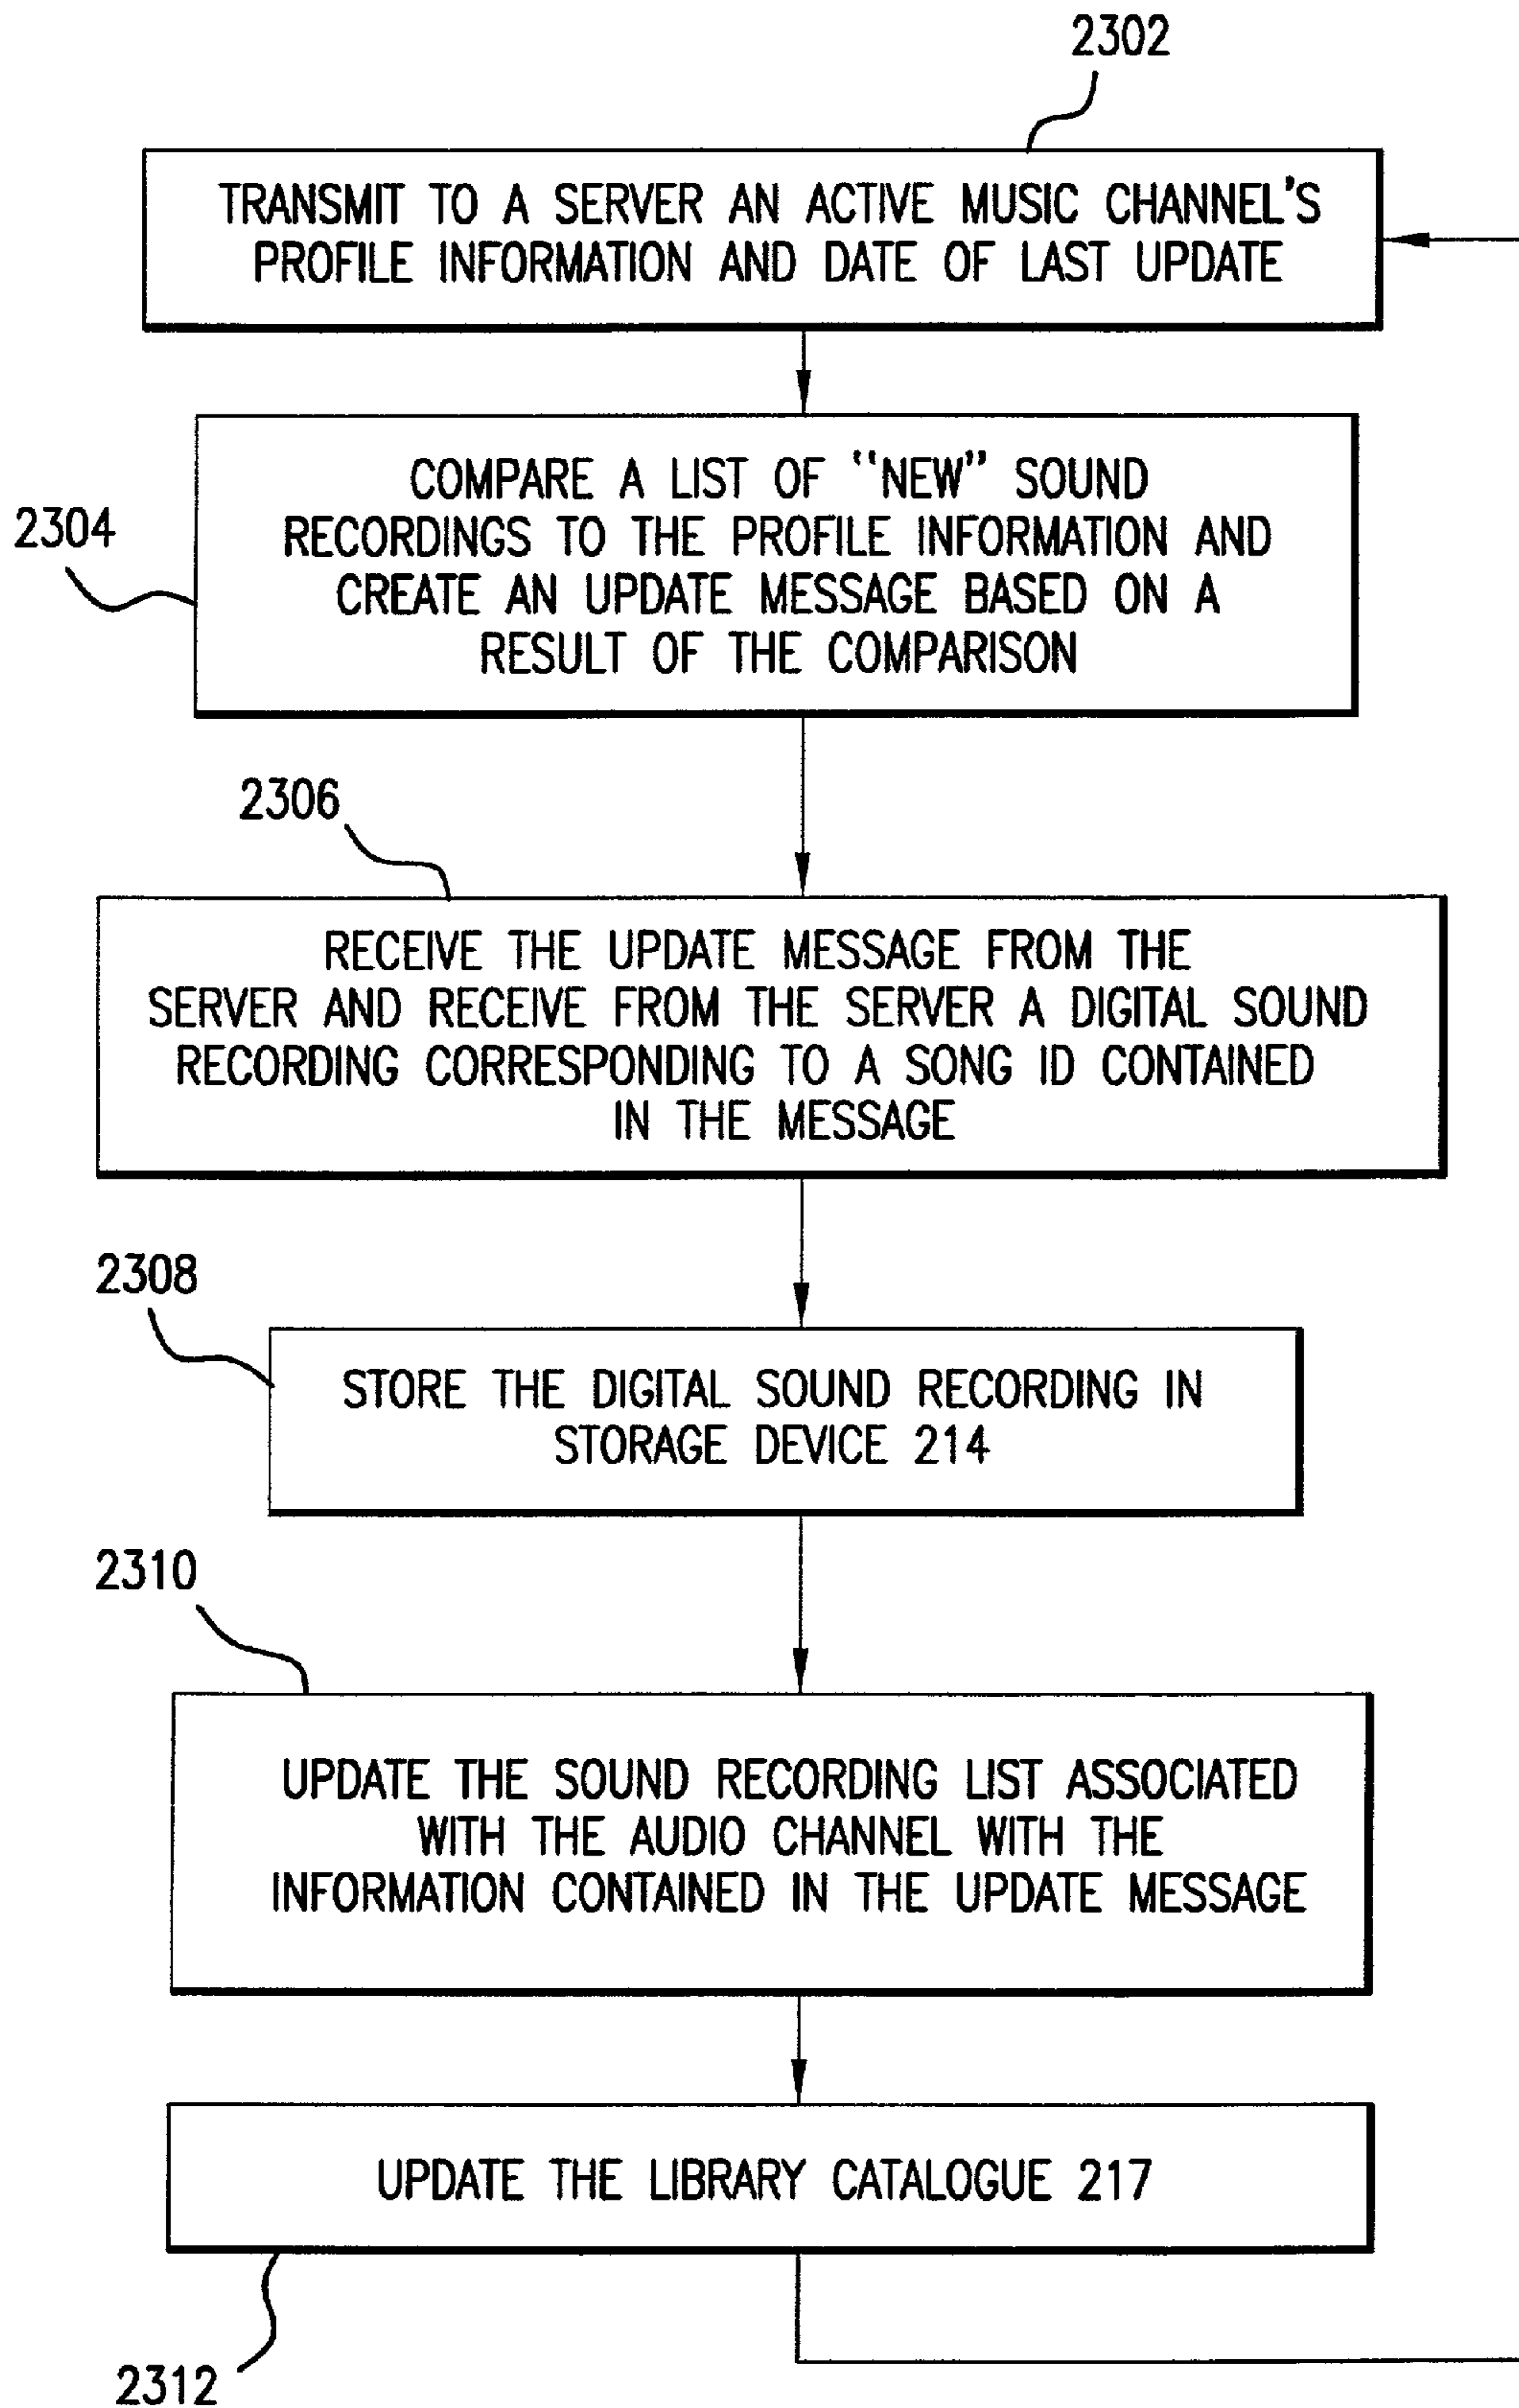 2302
TRANSMIT TO A SERVER AN ACTIVE MUSIC CHANNEL'S
PROFILE INFORMATION AND DATE OF LAST UPDATE
2304
COMPARE A LIST OF "NEW" SOUND
RECORDINGS TO THE PROFILE INFORMATION AND
CREATE AN UPDATE MESSAGE BASED ON A
RESULT OF THE COMPARISON
2306
RECEIVE THE UPDATE MESSAGE FROM THE
SERVER AND RECEIVE FROM THE SERVER A DIGITAL SOUND
RECORDING CORRESPONDING TO A SONG ID CONTAINED
IN THE MESSAGE
2308
STORE THE DIGITAL SOUND RECORDING IN
STORAGE DEVICE 214
2310
UPDATE THE SOUND RECORDING LIST ASSOCIATED
WITH THE AUDIO CHANNEL WITH THE
INFORMATION CONTAINED IN THE UPDATE MESSAGE
UPDATE THE LIBRARY CATALOGUE 217
2312